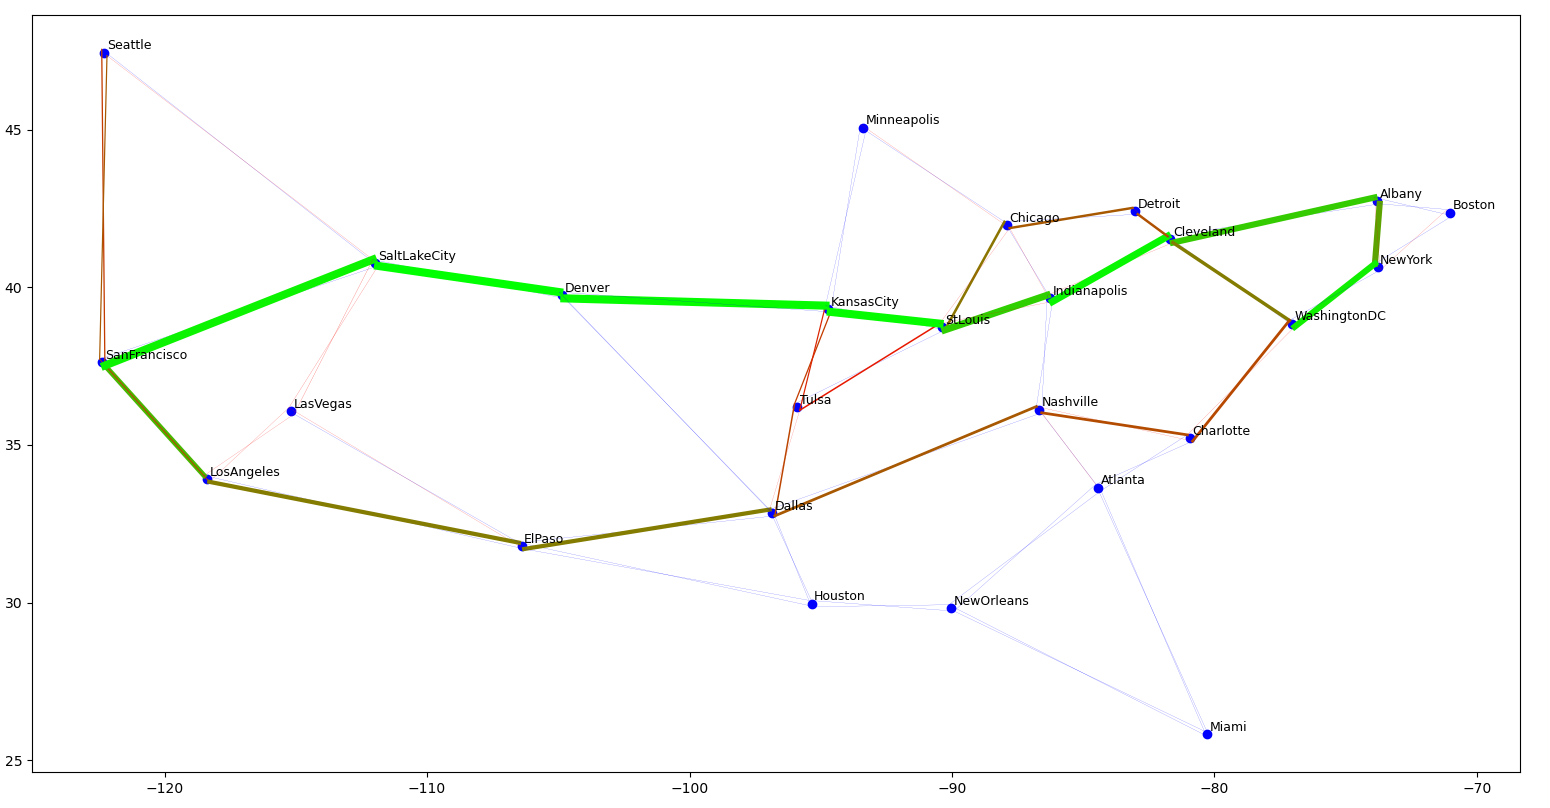 Seattle
45
Minneapolis
Albany
Detroit
Boston
Chicago
Cleveland
SaltLakeCity
NewYork
40
Denver
Indianapolis
KansasCity
WashingtonDC
StLouis
SanFrancisco
LasVegas
Tulsa
Nashville
35
Charlotte
LosAngeles
Atlanta
Dallas
ElPaso
30
Houston
NewOrleans
Miami
25
−120 −110 −100 −90 −80 −70